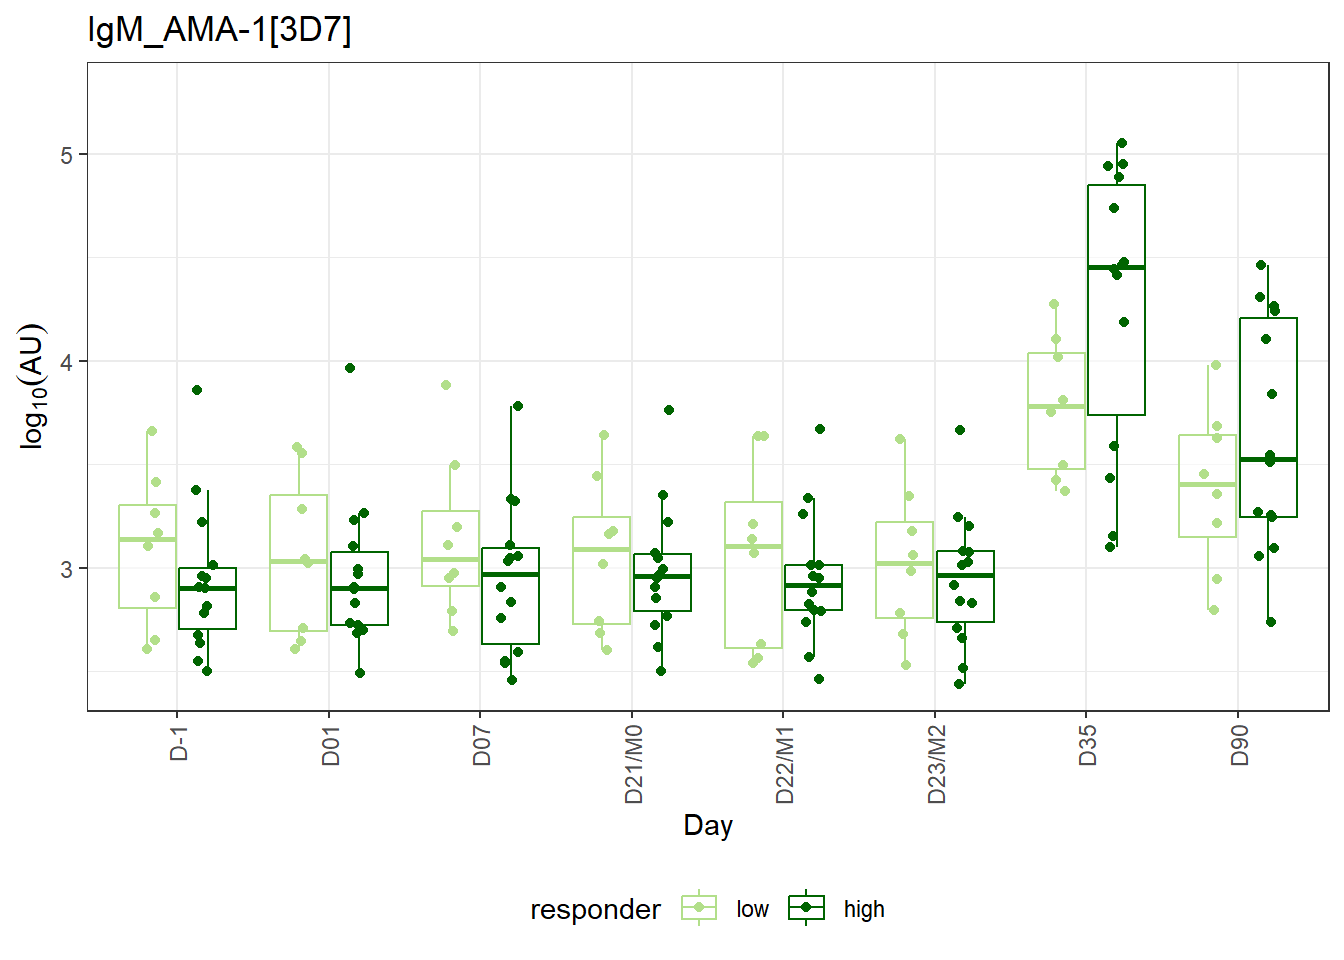 IgM_AMA-1[3D7]
5
4
3
log10(AU)
D-1
D01
D07
D21/M0
D22/M1
D23/M2
D35
D90
Day
responder low high